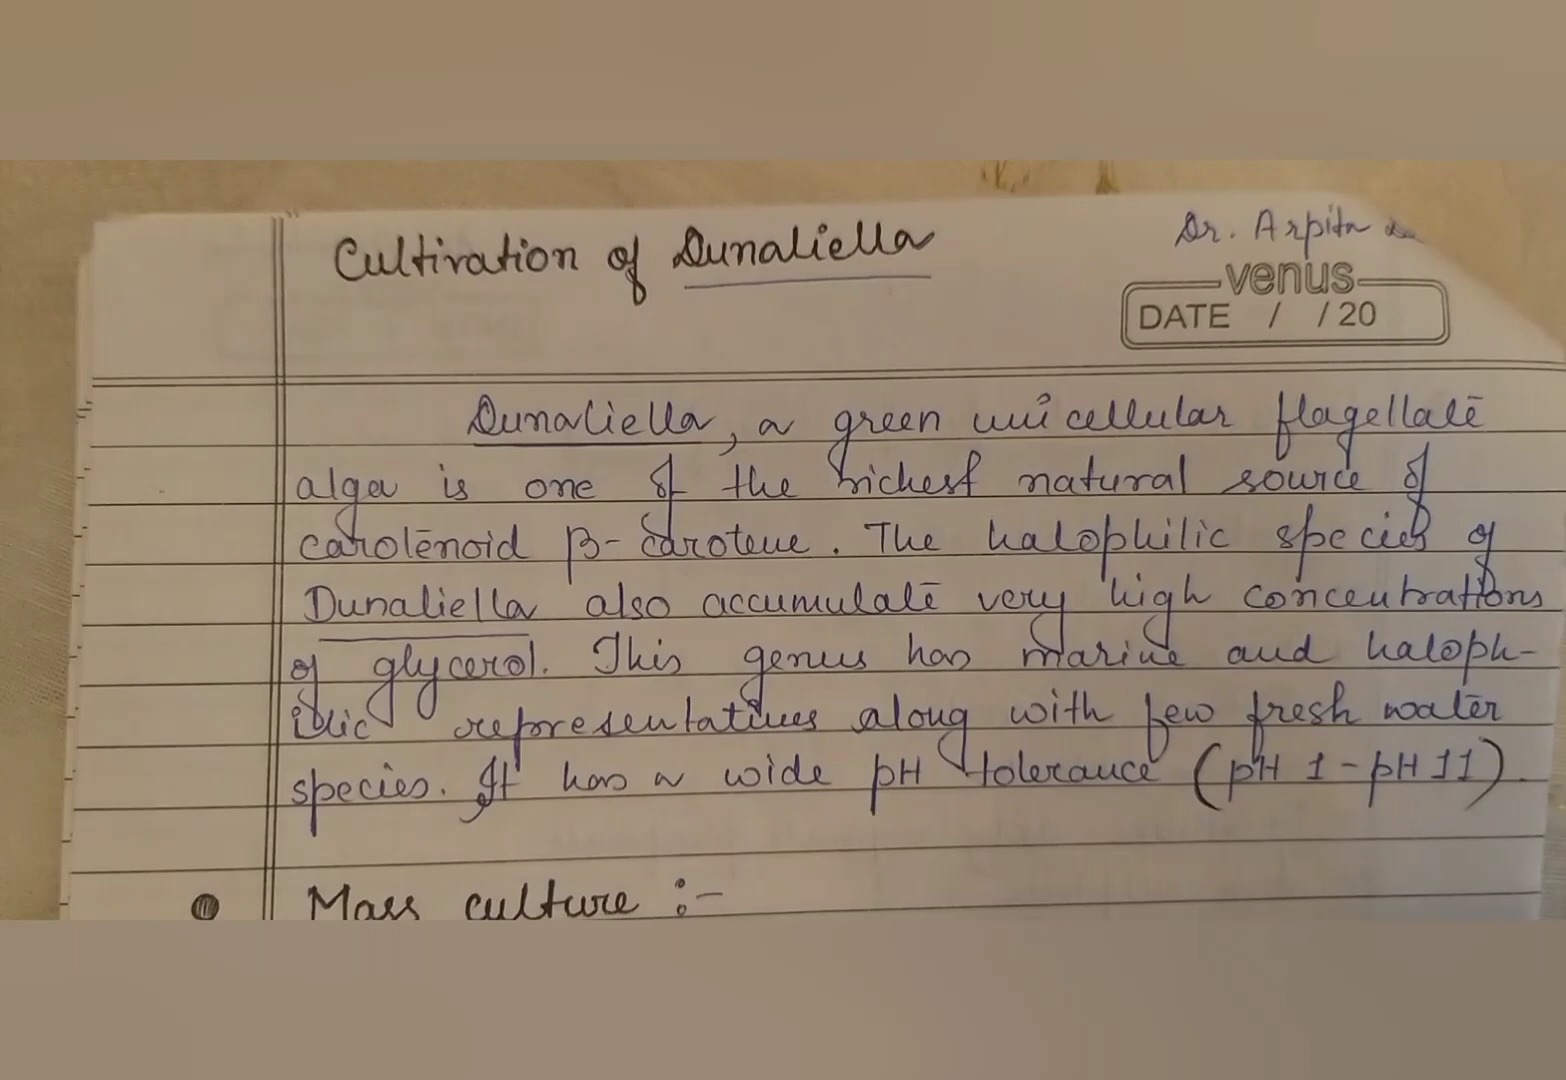 Cultivation of Dunaliella
Dr. Arpita
venus
DATE / / 20
Dunaliella, a green unicellular flagellate
alga is one of the richest natural source of
carotenoid β-carotene. The halophilic species of
Dunaliella also accumulate very high concentrations
of glycerol. This genus has marine and haloph-
ilic representatives along with few fresh water
species. It has a wide pH tolerance (pH 1-pH 11).
Mass culture :-